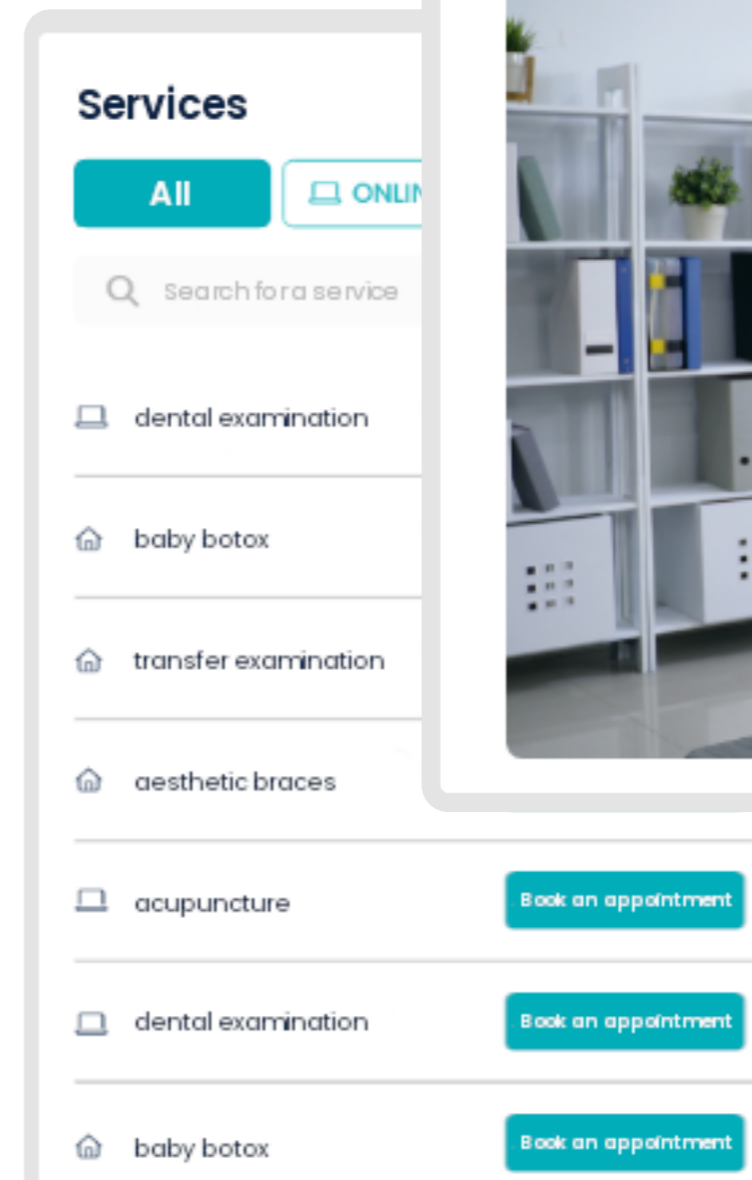 Services
All
ONLIN
Search for a service
dental examination
baby botox
transfer examination
aesthetic braces
acupuncture
Book an appointment
dental examination
Book an appointment
baby botox
Book an appointment